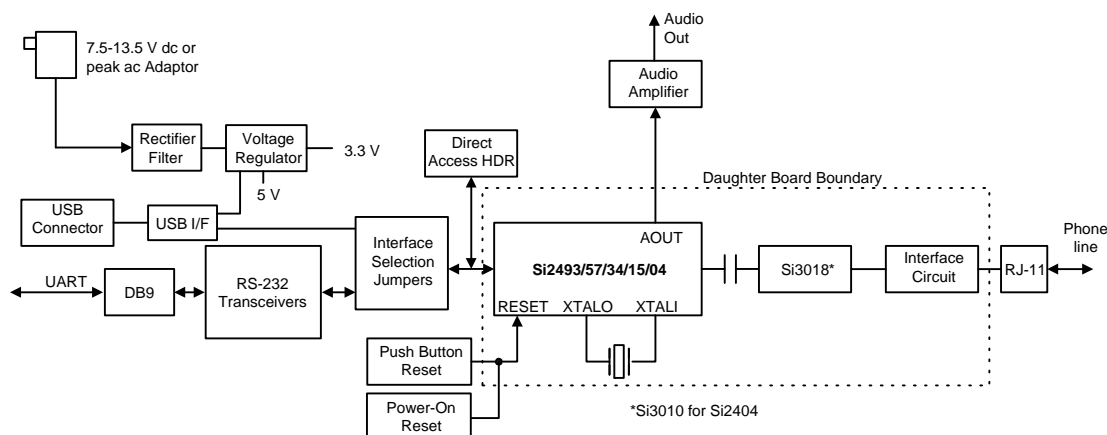 7.5-13.5 V dc or
peak ac Adaptor
Audio
Out
Audio
Amplifier
Rectifier
Filter
Voltage
Regulator
3.3 V
5 V
Direct
Access HDR
Daughter Board Boundary
USB
Connector
USB I/F
Interface
Selection
Jumpers
AOUT
Si2493/57/34/15/04
RESET
XTALO
XTALI
Si3018*
Interface
Circuit
RJ-11
Phone
line
UART
DB9
RS-232
Transceivers
Push Button
Reset
Power-On
Reset
*Si3010 for Si2404